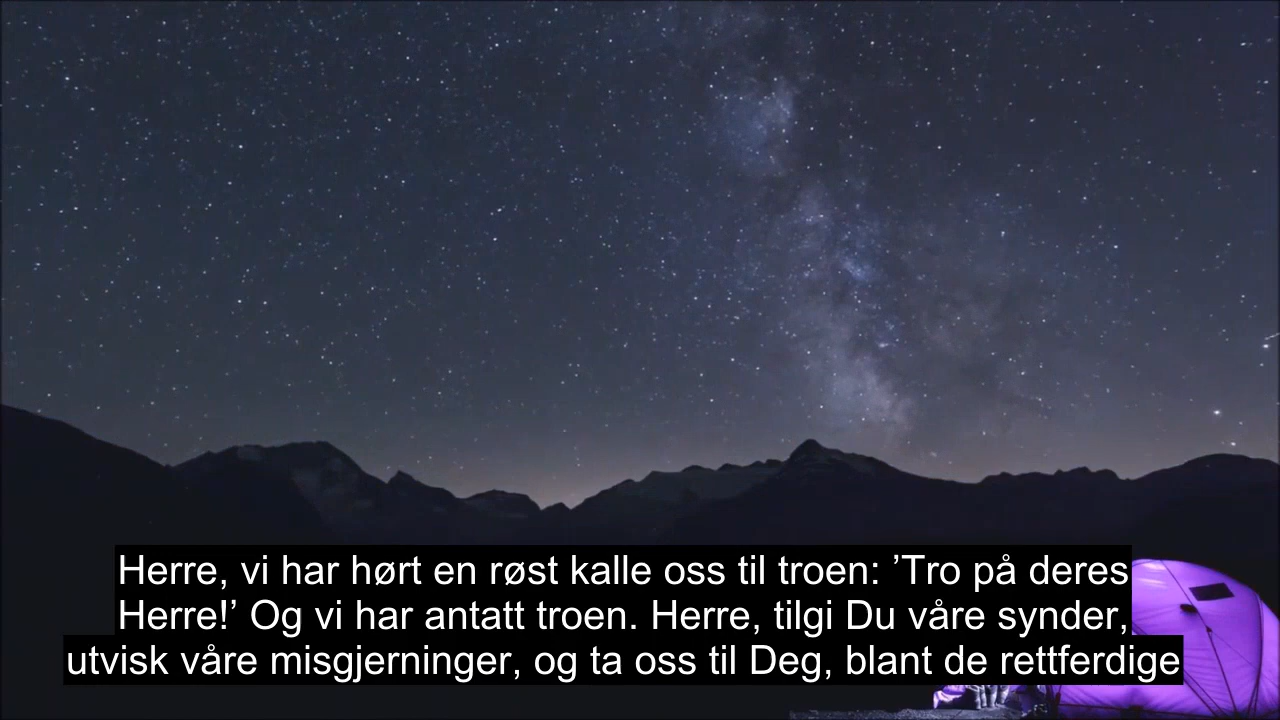 Herre, vi har hørt en røst kalle oss til troen: ’Tro på deres
Herre!’ Og vi har antatt troen. Herre, tilgi Du våre synder,
utvisk våre misgjerninger, og ta oss til Deg, blant de rettferdige